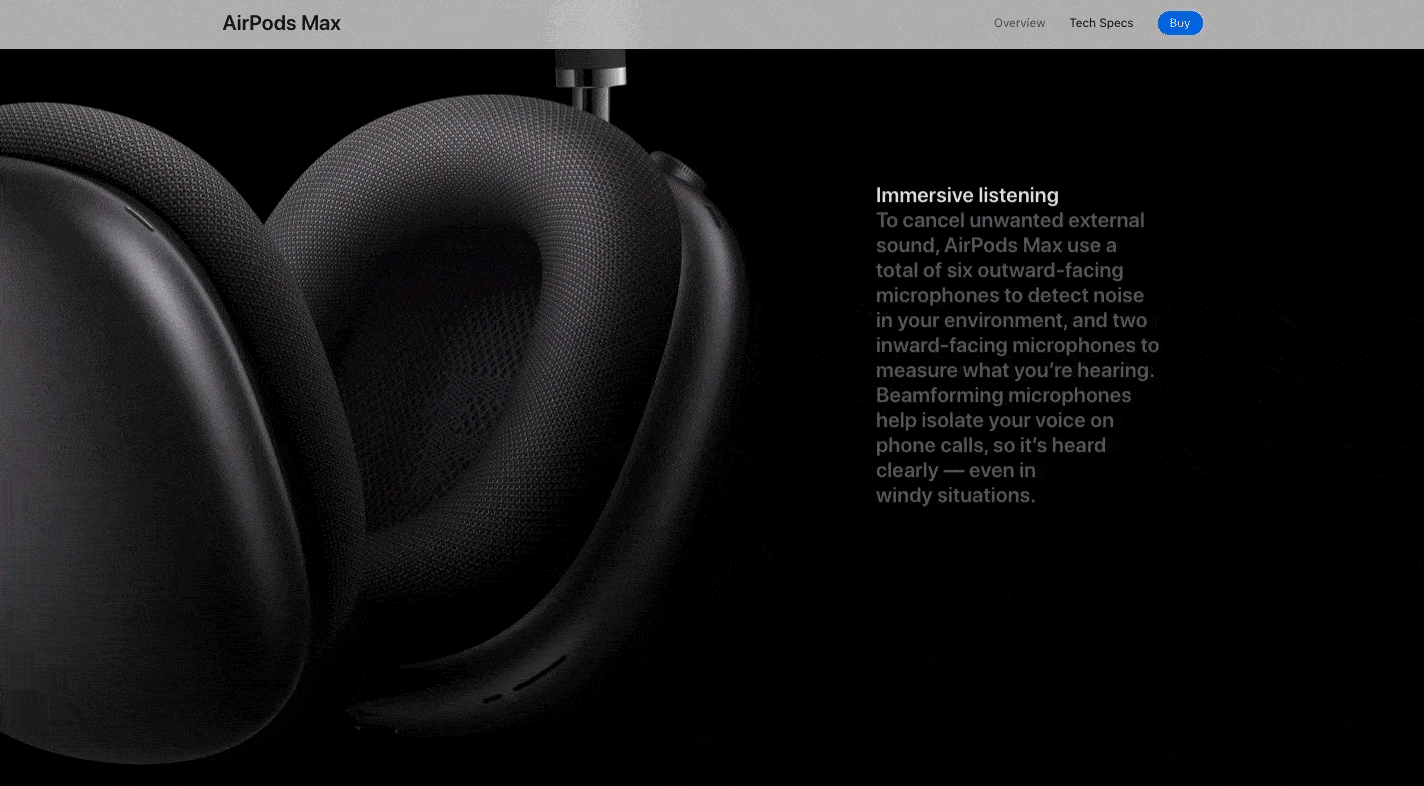 AirPods Max
Overview
Tech Specs
Buy
Immersive listening
To cancel unwanted external
sound, AirPods Max use a
total of six outward-facing
microphones to detect noise
in your environment, and two
inward-facing microphones to
measure what you’re hearing.
Beamforming microphones
help isolate your voice on
phone calls, so it’s heard
clearly — even in
windy situations.